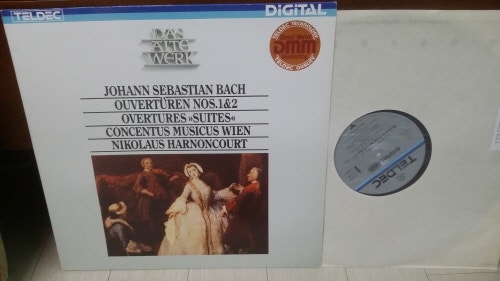 TELDEC
DIGITAL
DAS
ALTE
WERK
DMM
JOHANN SEBASTIAN BACH
OUVERTÜREN NOS.1&2
OVERTURES »SUITES«
CONCENTUS MUSICUS WIEN
NIKOLAUS HARNONCOURT
TELDEC